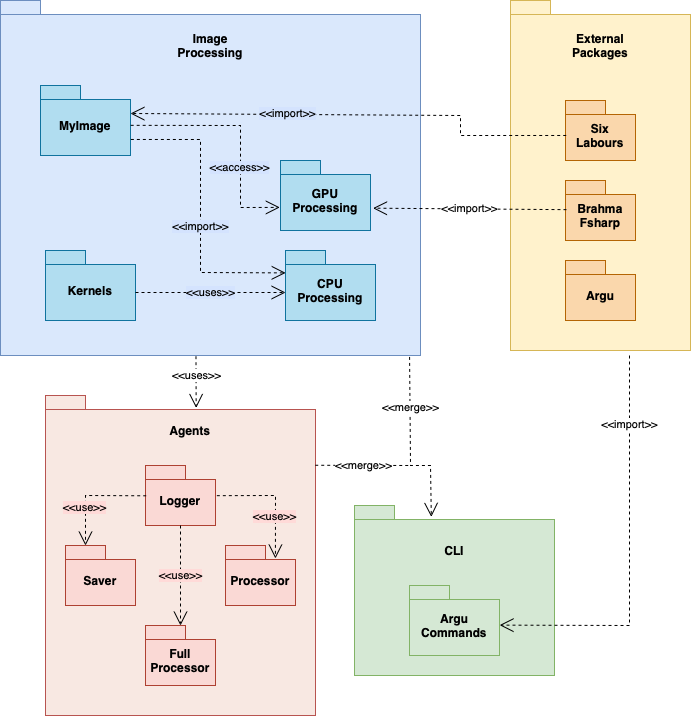 Image
Processing
External
Packages
MyImage
<<import>>
Six
Labours
<<access>>
GPU
Processing
<<import>>
Brahma
Fsharp
<<import>>
Kernels
<<uses>>
CPU
Processing
Argu
<<uses>>
<<merge>>
<<import>>
Agents
<<merge>>
Logger
<<use>>
<<use>>
CLI
Saver
<<use>>
Processor
Argu
Commands
Full
Processor